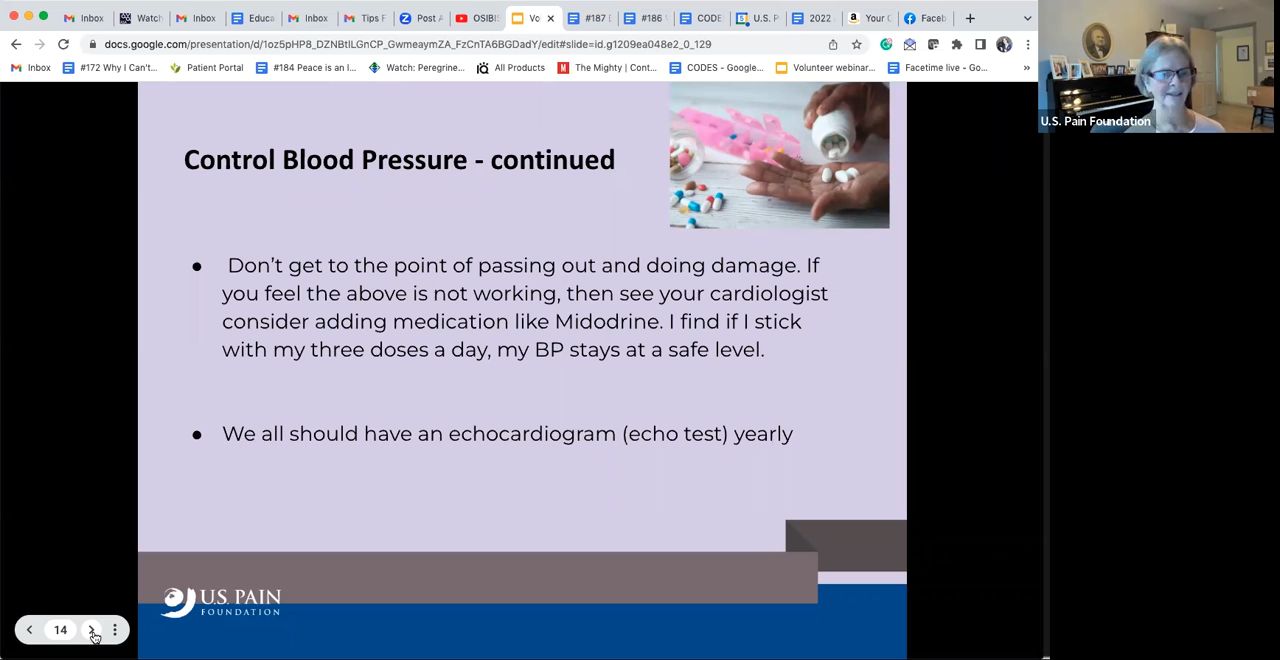 Inbox
Watch
Inbox
Educa
Inbox
Tips F
Post A
OSIBIS
Vo
#187 D
#186
CODE
U.S. P
2022
Your C
Faceb
docs.google.com/presentation/d/1oz5pHP8_DZNBtlLGnCP_GwmeaymZA_FzCnTA6BGDadY/edit#slide=id.g1209ea048e2_0_129
Inbox
#172 Why I Can't...
Patient Portal
#184 Peace is an I...
Watch: Peregrine...
All Products
The Mighty | Cont...
CODES - Google...
Volunteer webinar...
Facetime live - Go...
»
U.S. Pain Foundation
Control Blood Pressure - continued
● Don’t get to the point of passing out and doing damage. If
you feel the above is not working, then see your cardiologist
consider adding medication like Midodrine. I find if I stick
with my three doses a day, my BP stays at a safe level.
● We all should have an echocardiogram (echo test) yearly
U.S. PAIN
FOUNDATION
14